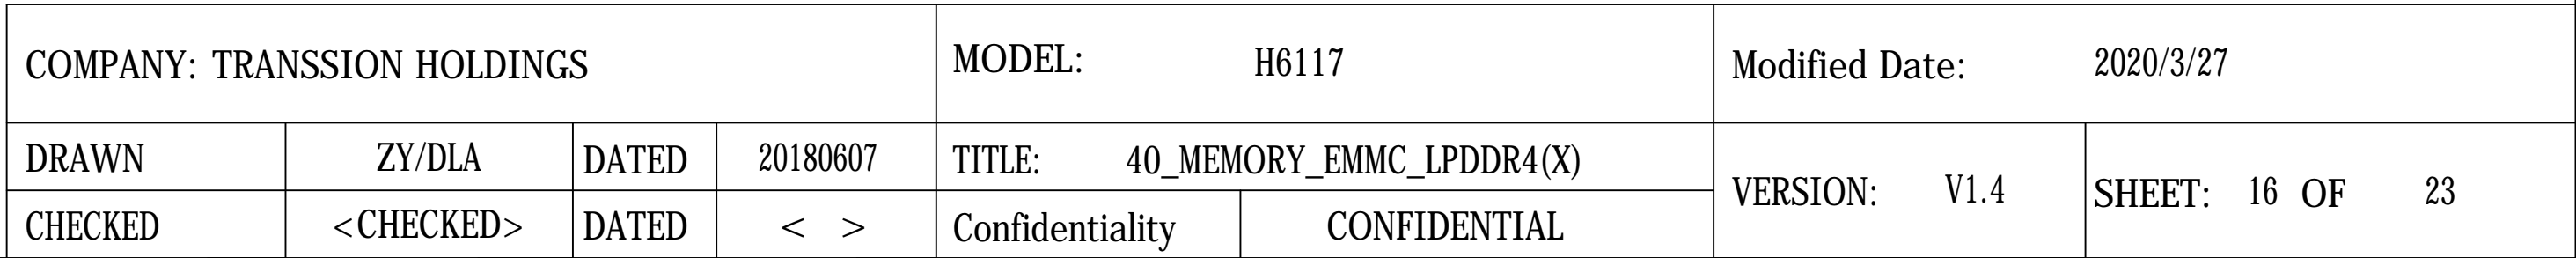 COMPANY: TRANSSION HOLDINGS MODEL: H6117 Modified Date: 2020/3/27
DRAWN ZY/DLA DATED 20180607 TITLE: 40_MEMORY_EMMC_LPDDR4(X)
VERSION: V1.4 SHEET: 16 OF 23
CHECKED <CHECKED> DATED < > Confidentiality CONFIDENTIAL